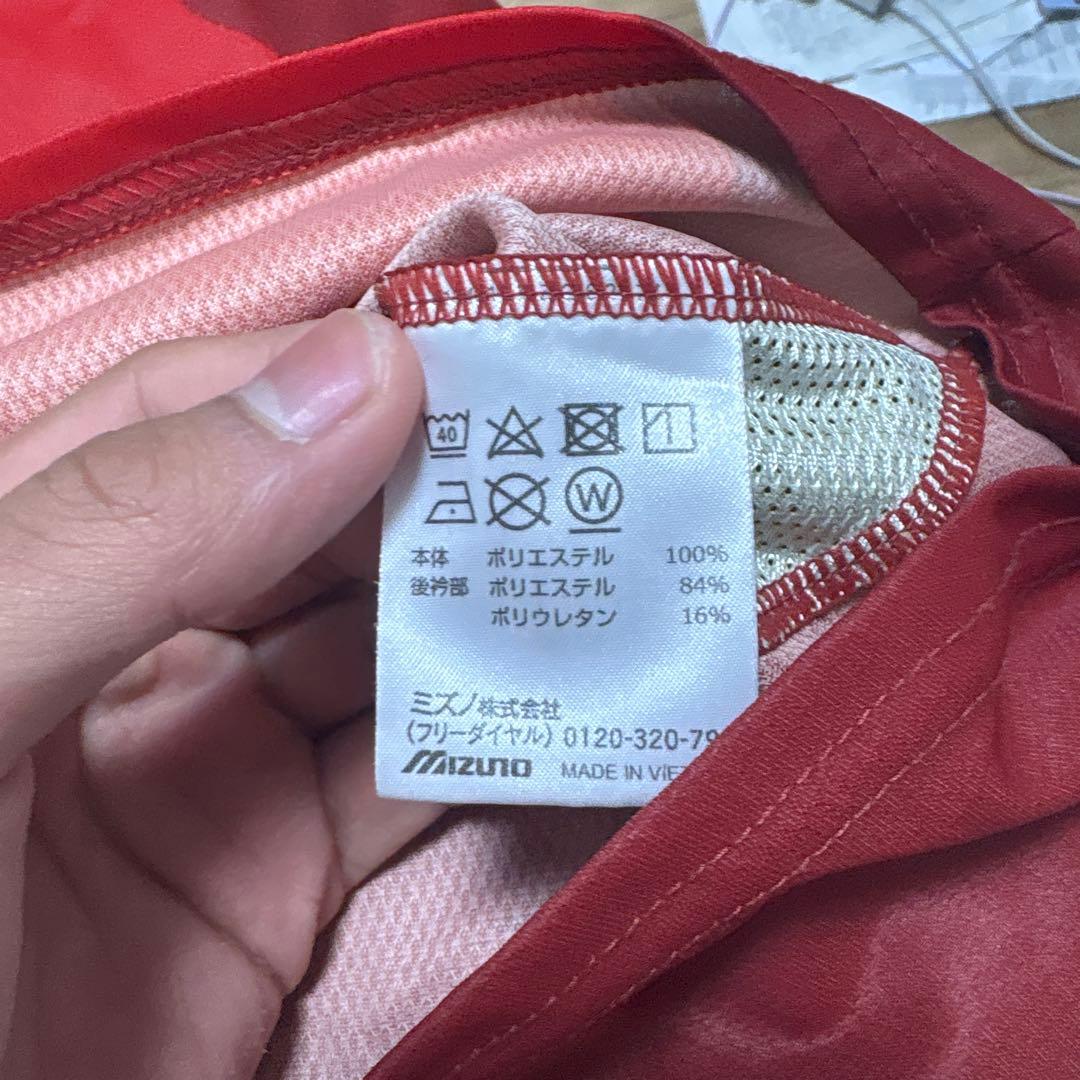 40
W
本体 ポリエステル 100%
後衿部 ポリエステル 84%
ポリウレタン 16%
ミズノ株式会社
(フリーダイヤル) 0120-320-79
MIZUNO MADE IN VIE